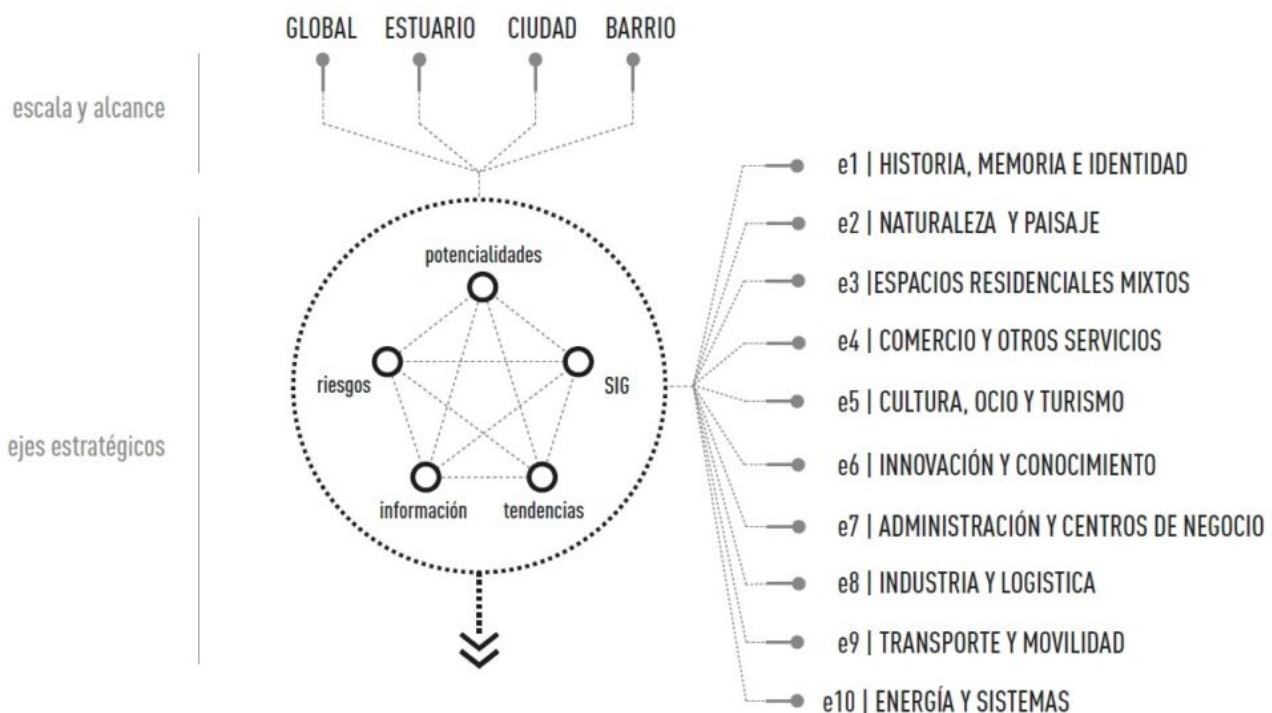 GLOBAL ESTUARIO CIUDAD BARRIO
escala y alcance
ejes estratégicos
potencialidades
riesgos
SIG
información
tendencias
e1 | HISTORIA, MEMORIA E IDENTIDAD
e2 | NATURALEZA Y PAISAJE
e3 |ESPACIOS RESIDENCIALES MIXTOS
e4 | COMERCIO Y OTROS SERVICIOS
e5 | CULTURA, OCIO Y TURISMO
e6 | INNOVACIÓN Y CONOCIMIENTO
e7 | ADMINISTRACIÓN Y CENTROS DE NEGOCIO
e8 | INDUSTRIA Y LOGISTICA
e9 | TRANSPORTE Y MOVILIDAD
e10 | ENERGÍA Y SISTEMAS